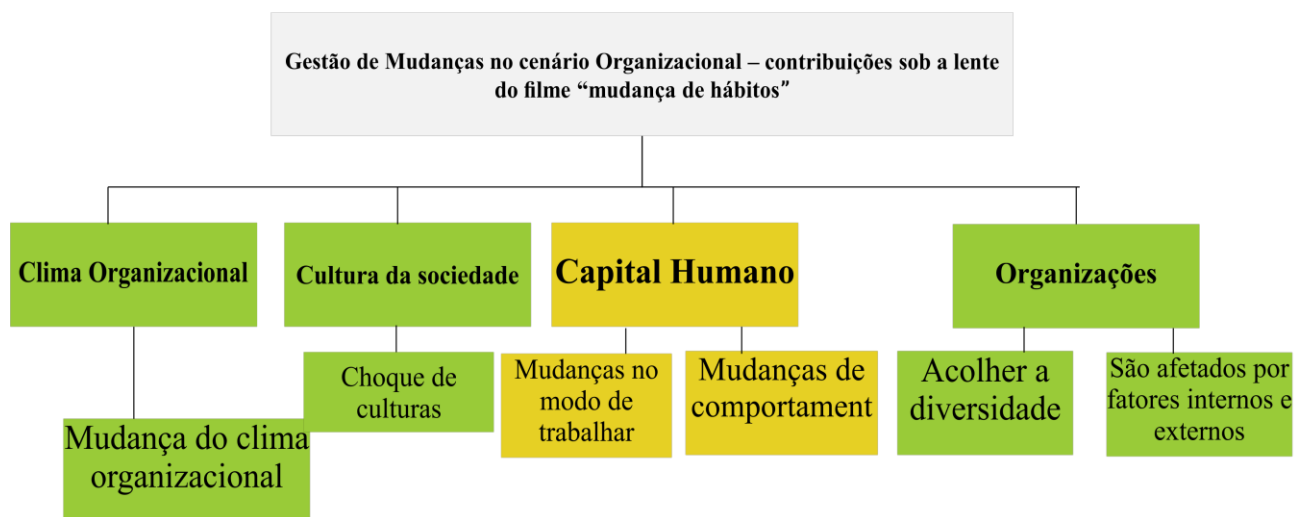 Gestão de Mudanças no cenário Organizacional – contribuições sob a lente
do filme “mudança de hábitos”
Clima Organizacional
Cultura da sociedade
Capital Humano
Organizações
Mudança do clima
organizacional
Choque de
culturas
Mudanças no
modo de
trabalhar
Mudanças de
comportament
Acolher a
diversidade
São afetados por
fatores internos e
externos